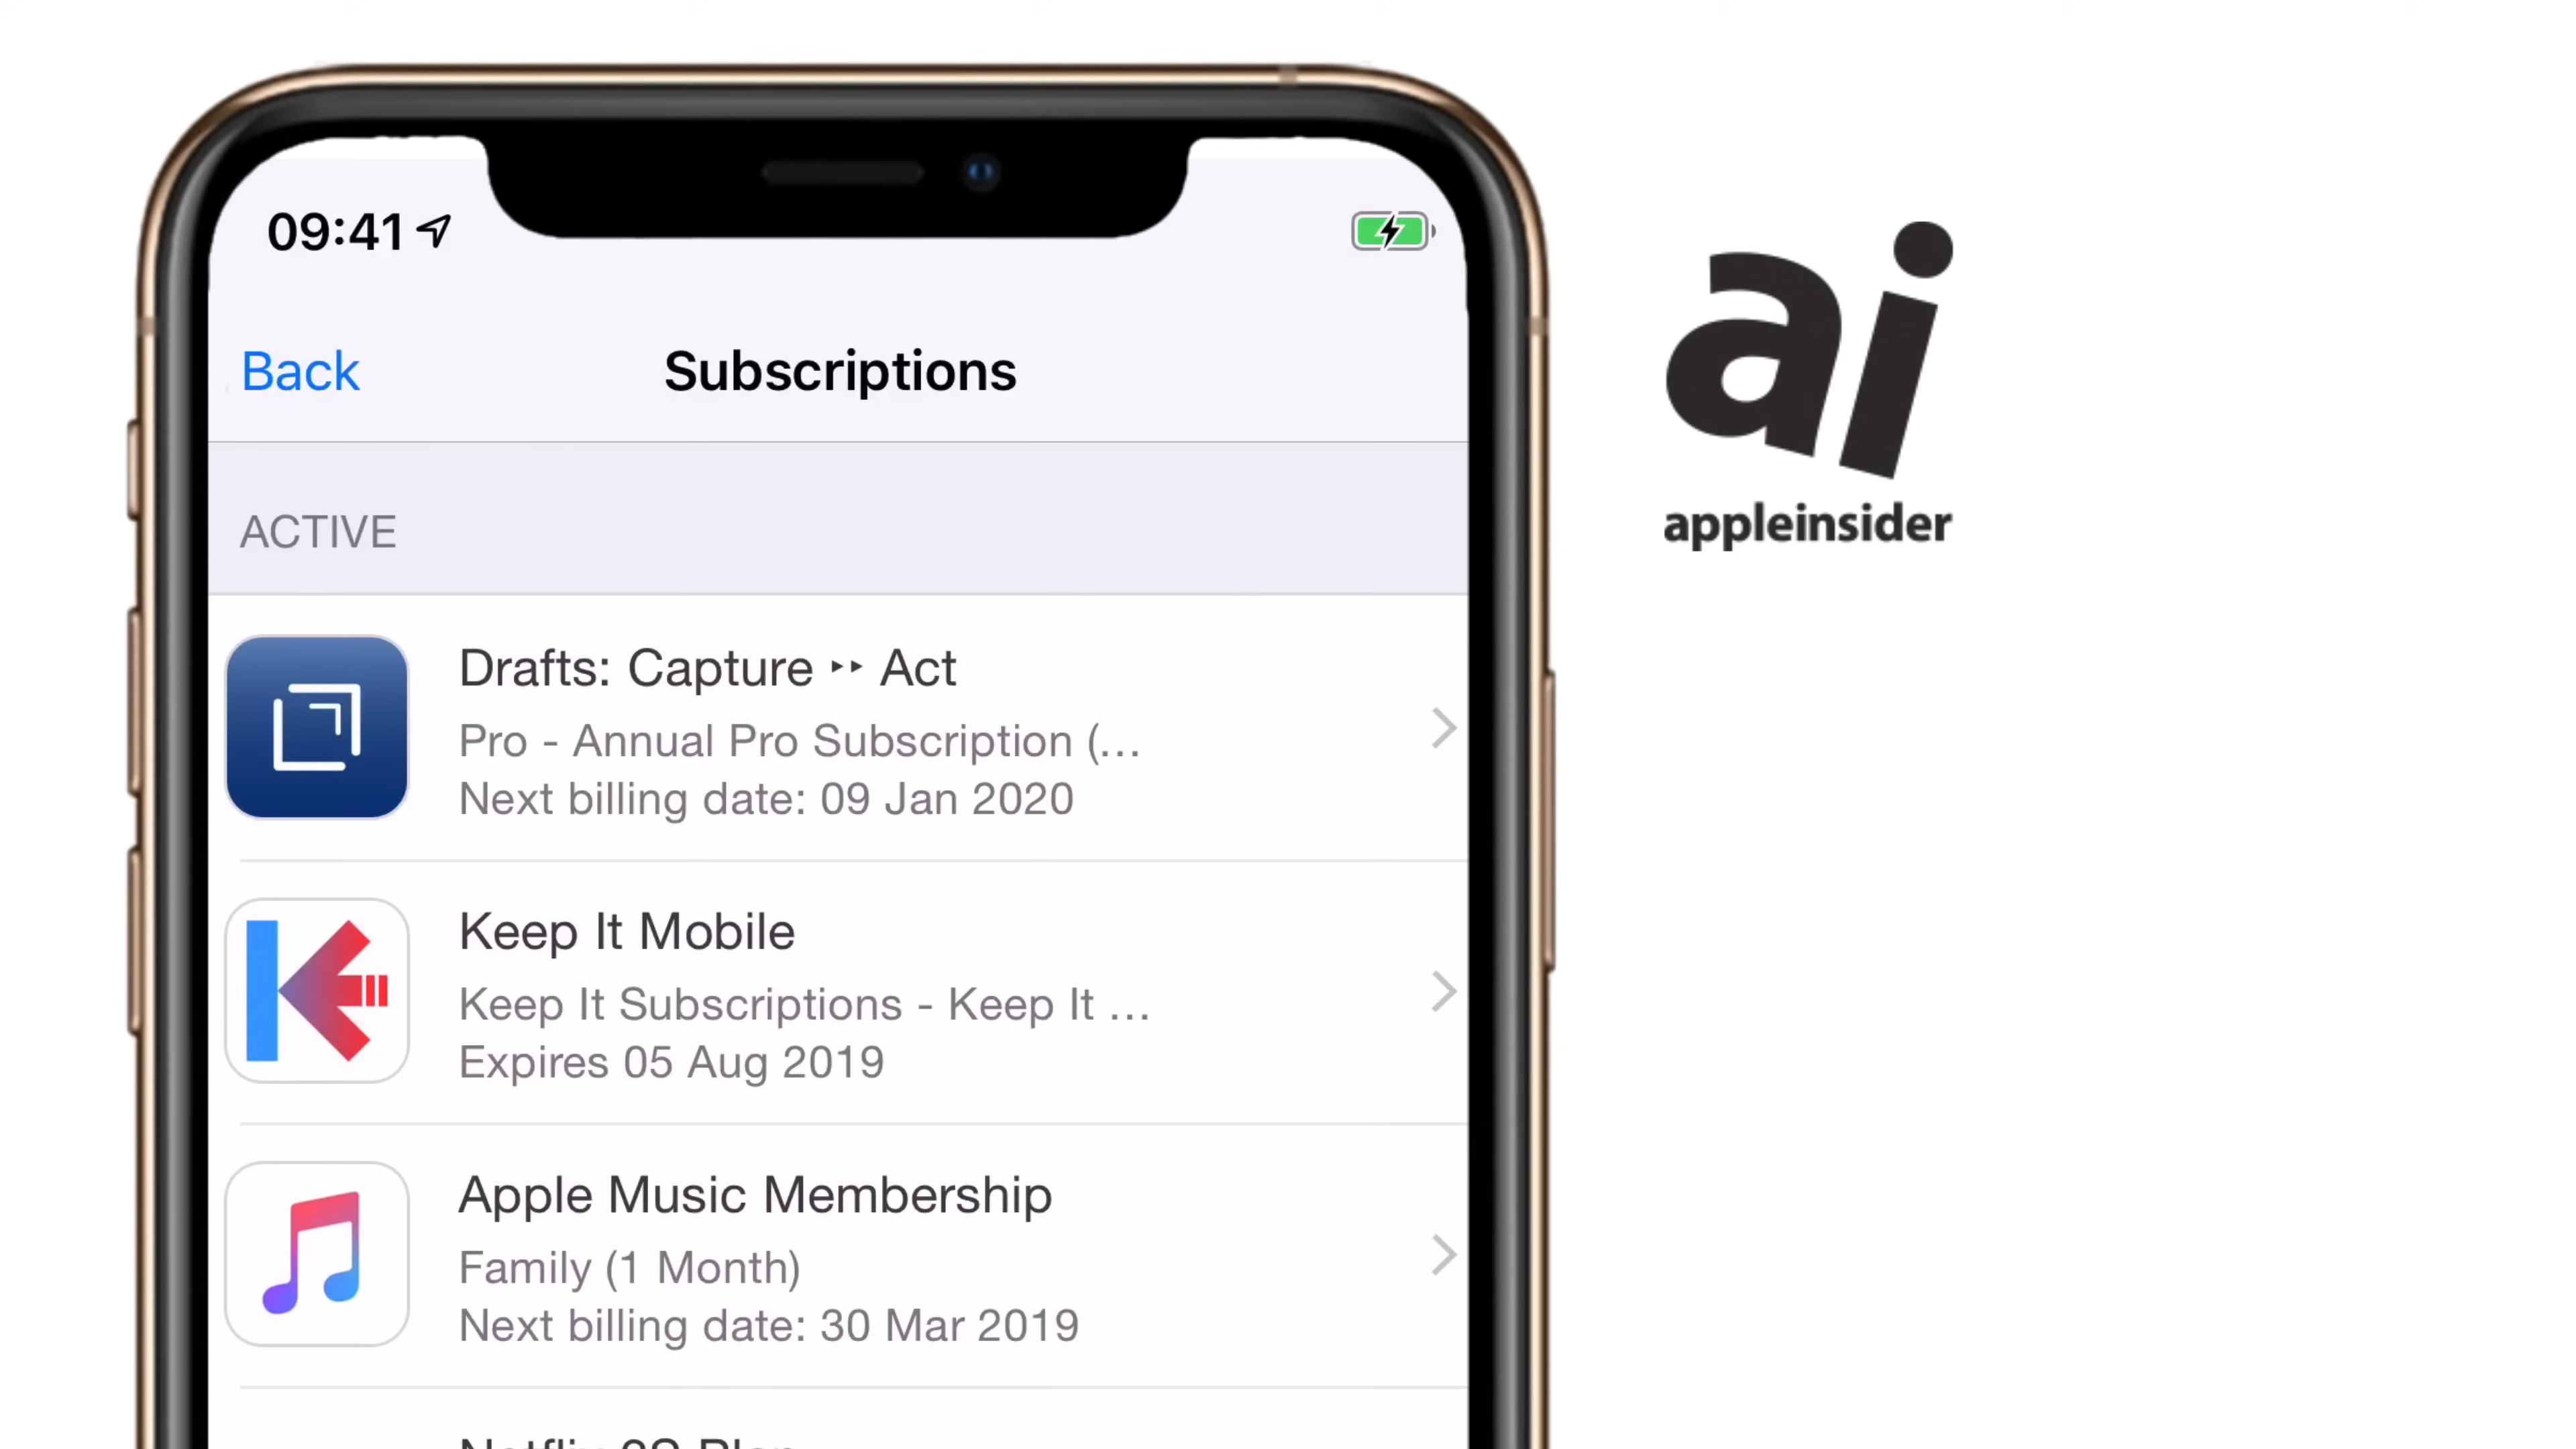 09:41
Back
Subscriptions
ai
appleinsider
ACTIVE
Drafts: Capture ▸▸ Act
Pro - Annual Pro Subscription (...
Next billing date: 09 Jan 2020
Keep It Mobile
Keep It Subscriptions - Keep It ...
Expires 05 Aug 2019
Apple Music Membership
Family (1 Month)
Next billing date: 30 Mar 2019